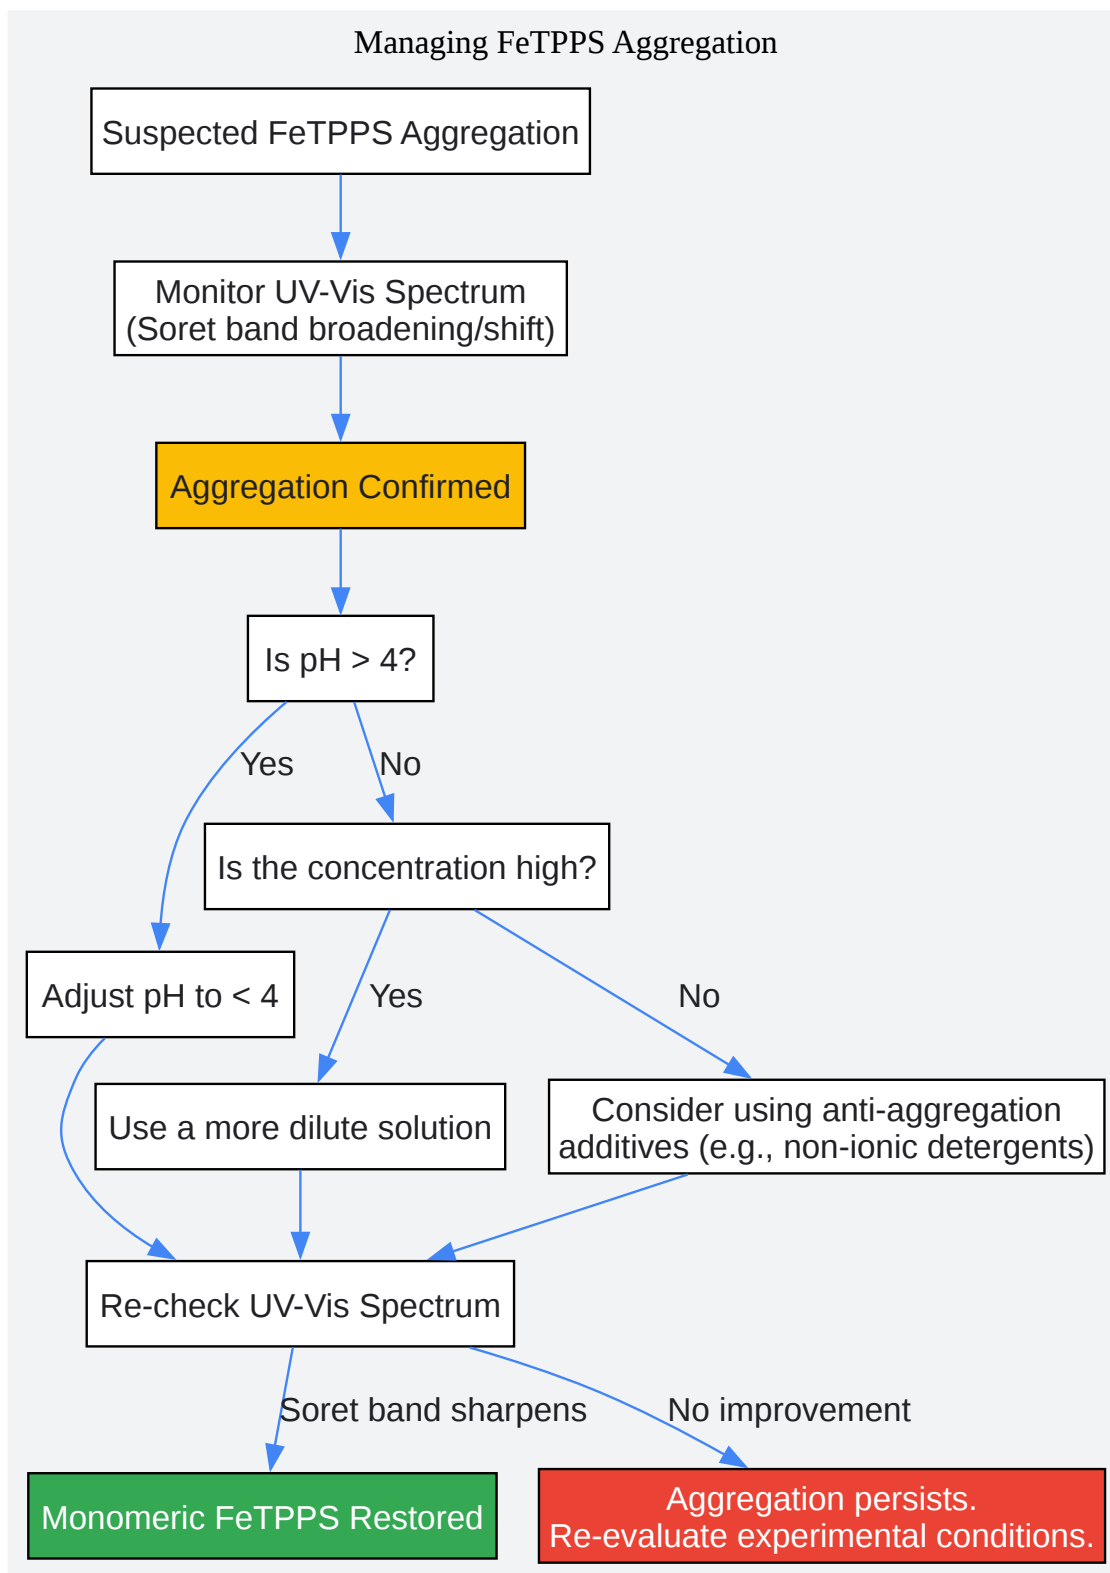 Managing FeTPPS Aggregation
Suspected FeTPPS Aggregation
Monitor UV-Vis Spectrum
(Soret band broadening/shift)
Aggregation Confirmed
Is pH > 4?
Yes
No
Is the concentration high?
Adjust pH to < 4
Yes
No
Use a more dilute solution
Consider using anti-aggregation
additives (e.g., non-ionic detergents)
Re-check UV-Vis Spectrum
Soret band sharpens
No improvement
Monomeric FeTPPS Restored
Aggregation persists.
Re-evaluate experimental conditions.